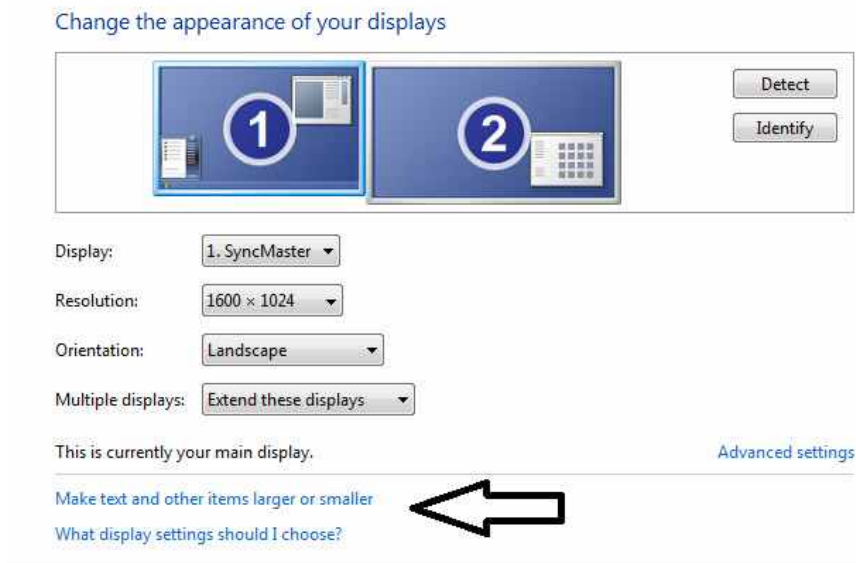 Change the appearance of your displays
1
2
Detect
Identify
Display: 1. SyncMaster
Resolution: 1600 × 1024
Orientation: Landscape
Multiple displays: Extend these displays
This is currently your main display. Advanced settings
Make text and other items larger or smaller
What display settings should I choose?